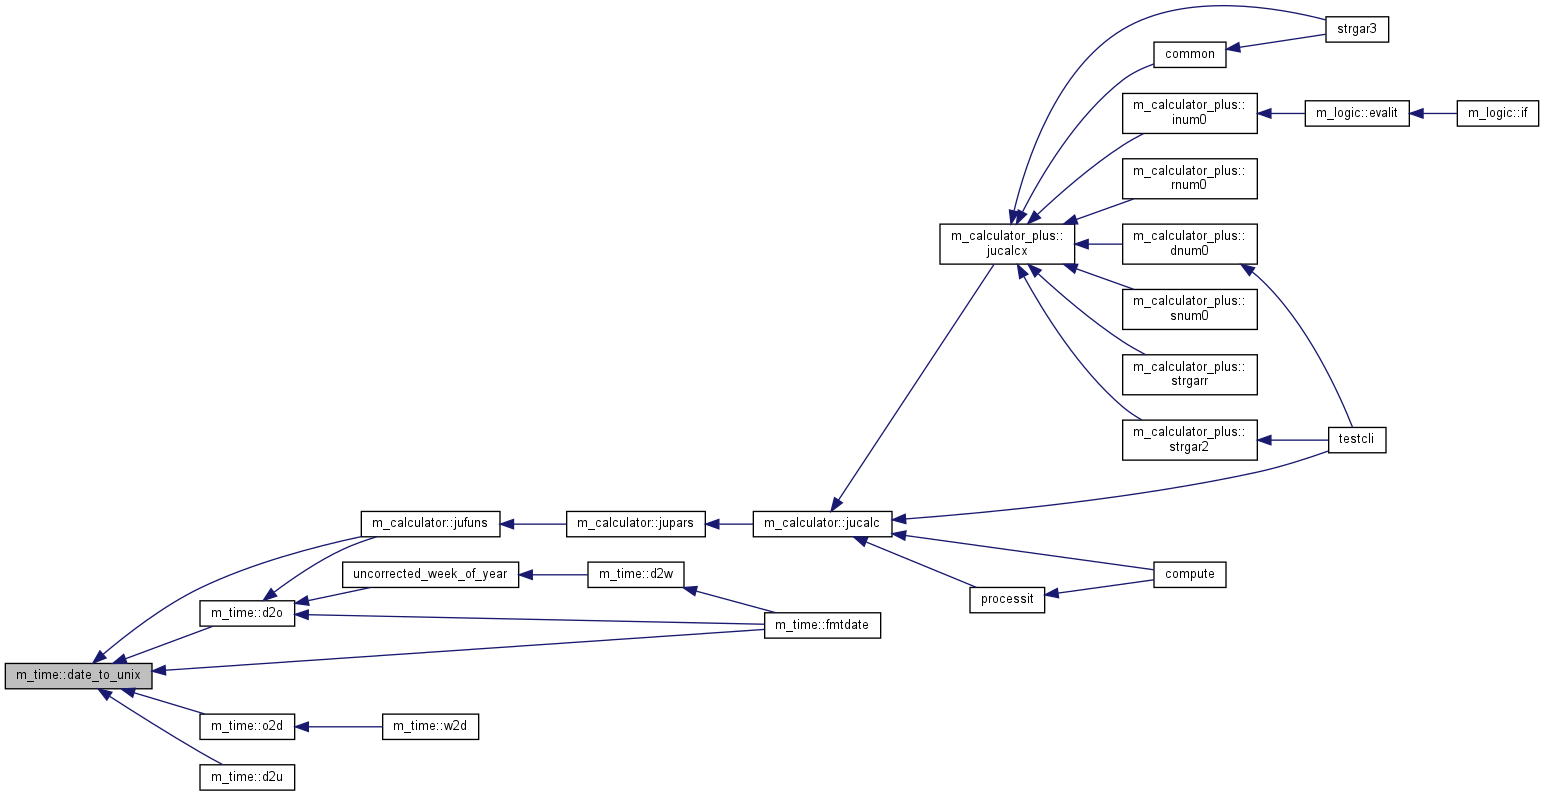 strgar3
common
m_calculator_plus::
inum0
m_logic::evalit
m_logic::if
m_calculator_plus::
rnum0
m_calculator_plus::
jucalcx
m_calculator_plus::
dnum0
m_calculator_plus::
snum0
m_calculator_plus::
strgarr
m_calculator_plus::
strgar2
testcli
m_calculator::jufuns
m_calculator::jupars
m_calculator::jucalc
uncorrected_week_of_year
m_time::d2w
compute
processit
m_time::d2o
m_time::fmtdate
m_time::date_to_unix
m_time::o2d
m_time::w2d
m_time::d2u